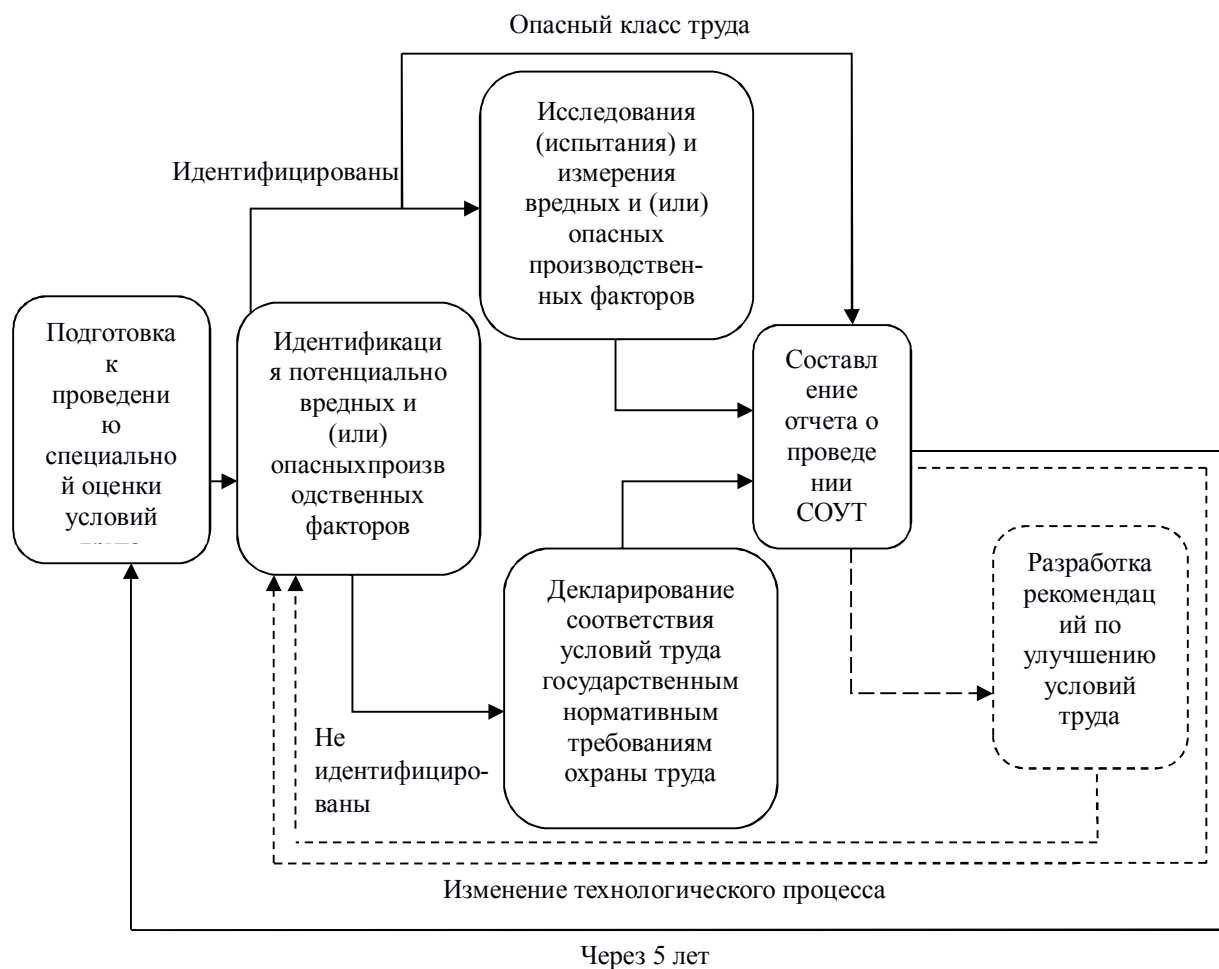 Опасный класс труда
Идентифицированы
Исследования
(испытания) и
измерения
вредных и (или)
опасных
производствен-
ных факторов
Подготовка
к
проведени
ю
специально
й оценки
условий
Идентификаци
я потенциально
вредных и
(или)
опасныхпроизв
одственных
факторов
Составл
ение
отчета о
проведе
нии
СОУТ
Декларирование
соответствия
условий труда
государственным
нормативным
требованиям
охраны труда
Не
идентифициро-
ваны
Разработка
рекомендац
ий по
улучшению
условий
труда
Изменение технологического процесса
Через 5 лет